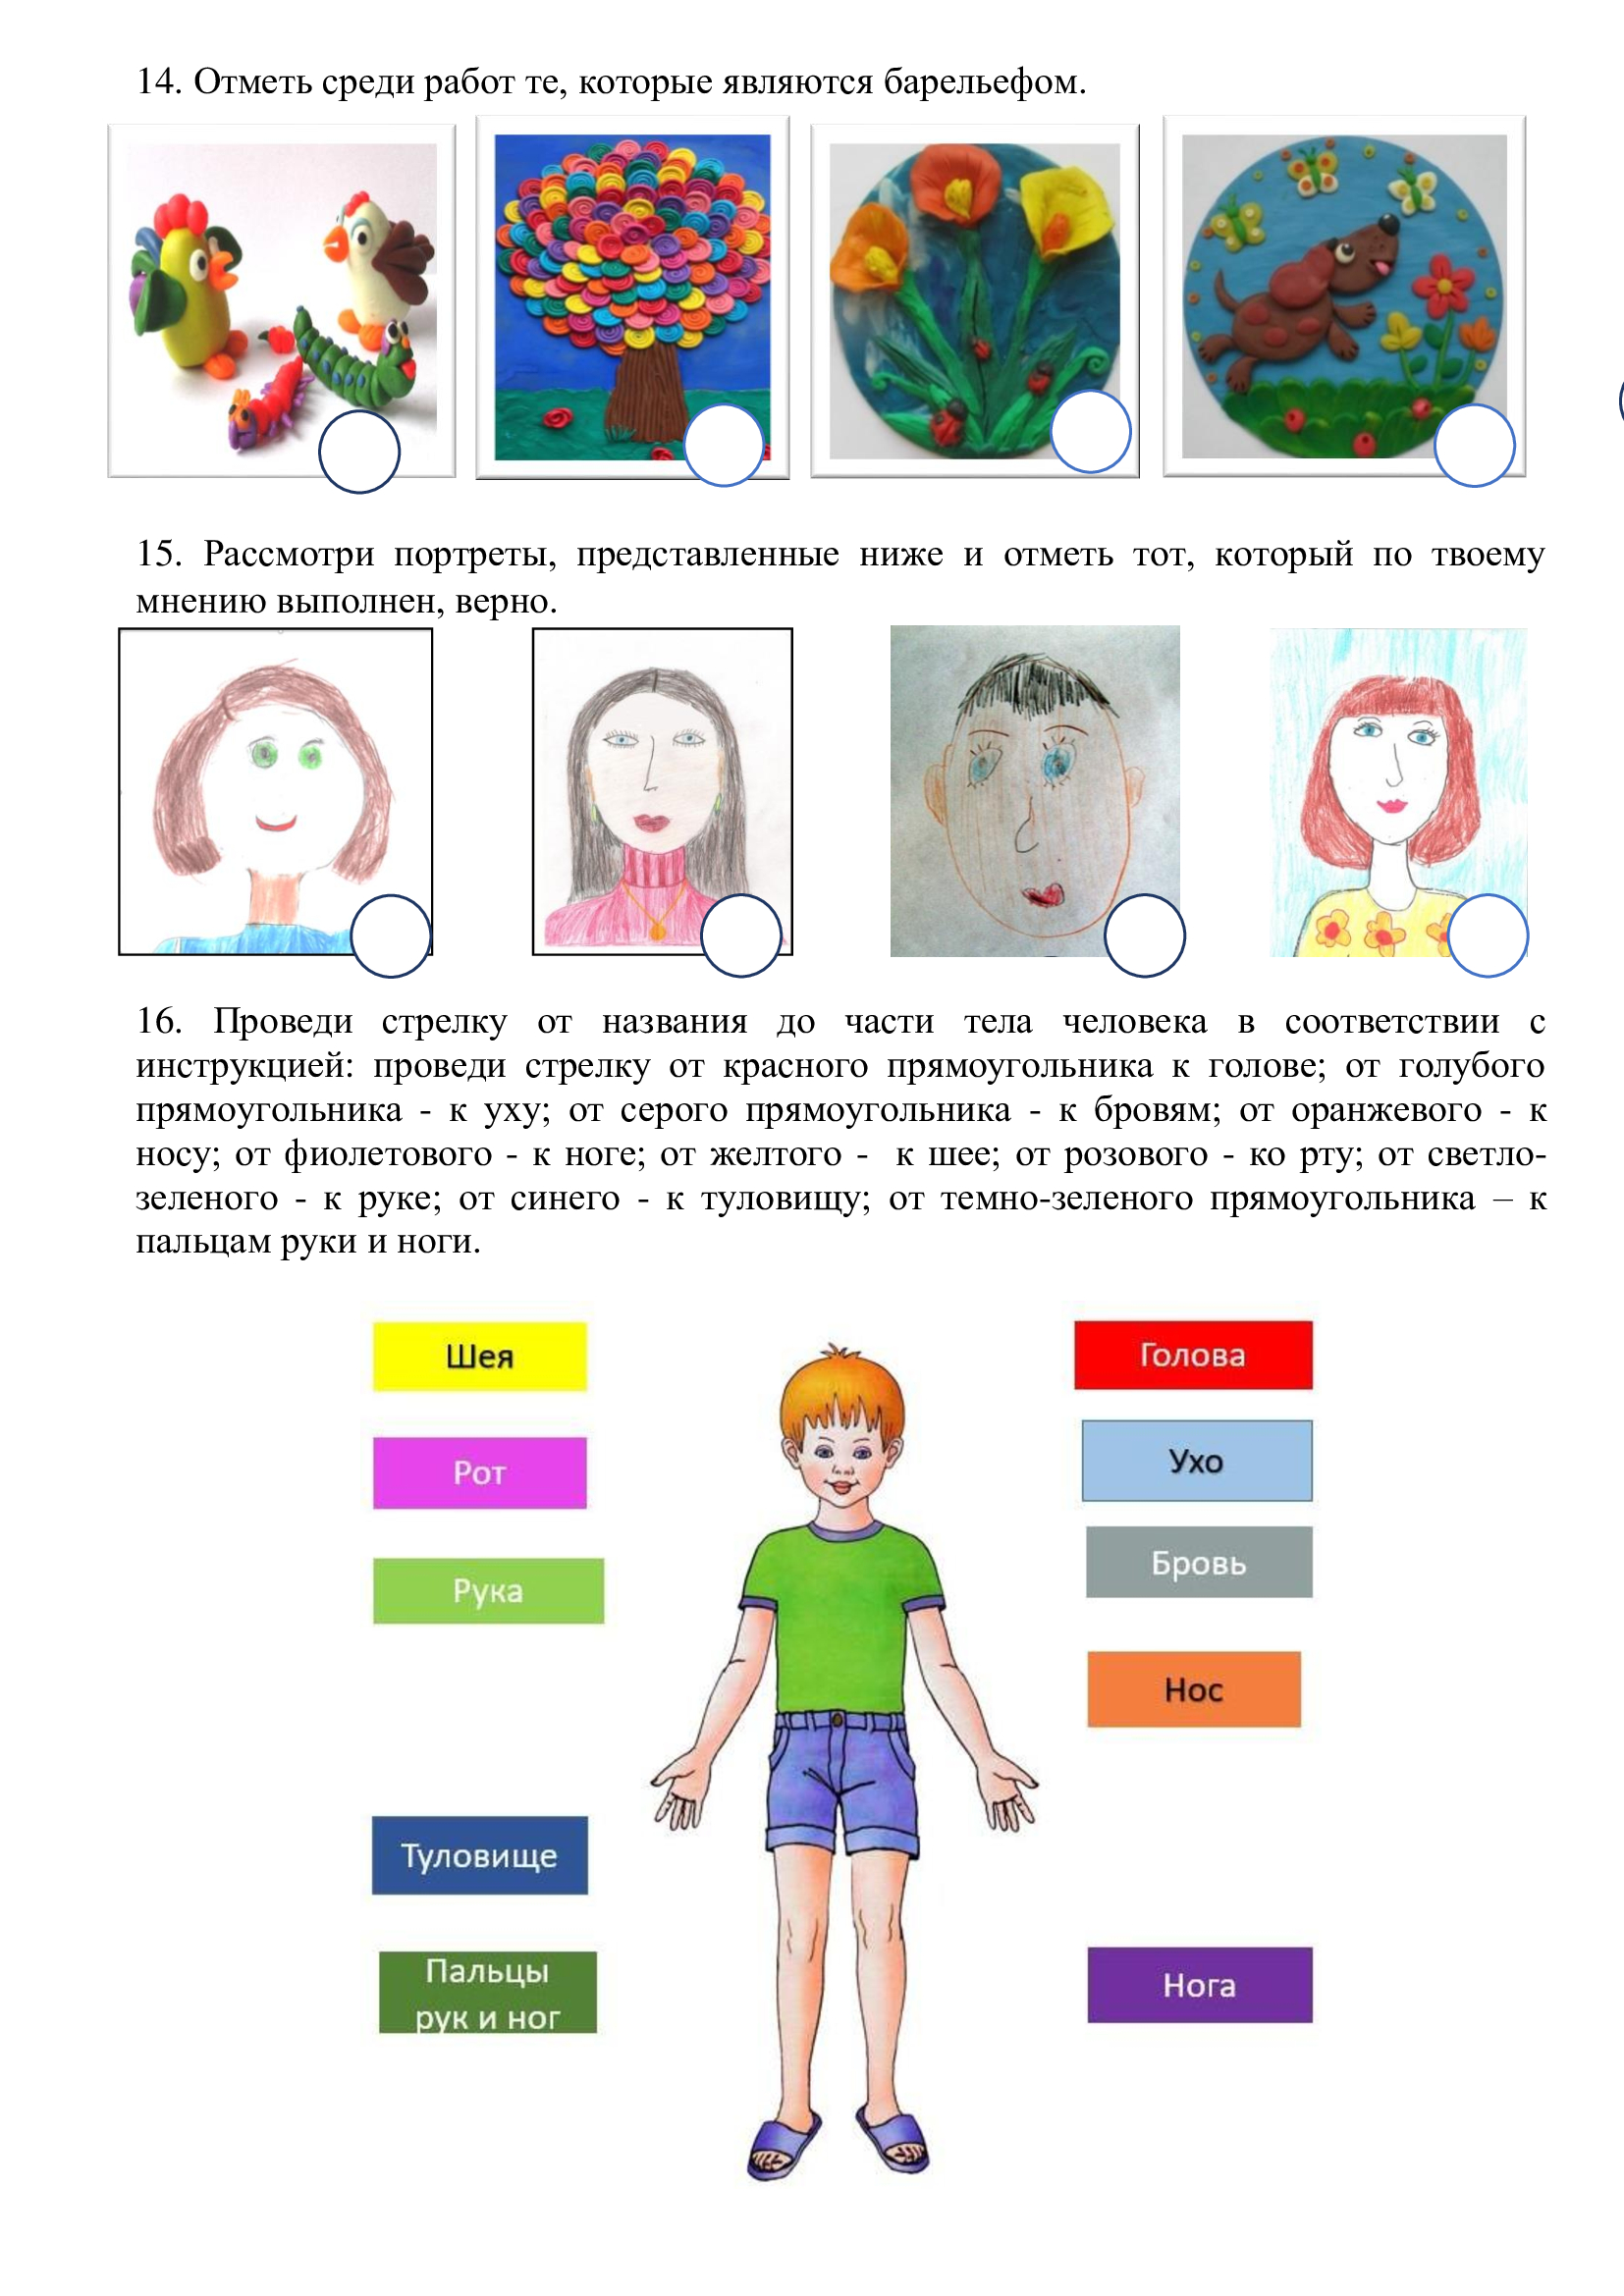 14. Отметь среди работ те, которые являются барельефом.
15. Рассмотри портреты, представленные ниже и отметь тот, который по твоему
мнению выполнен, верно.
16. Проведи стрелку от названия до части тела человека в соответствии с
инструкцией: проведи стрелку от красного прямоугольника к голове; от голубого
прямоугольника - к уху; от серого прямоугольника - к бровям; от оранжевого - к
носу; от фиолетового - к ноге; от желтого - к шее; от розового - ко рту; от светло-
зеленого - к руке; от синего - к туловищу; от темно-зеленого прямоугольника – к
пальцам руки и ноги.
Шея
Голова
Рот
Ухо
Рука
Бровь
Нос
Туловище
Пальцы
рук и ног
Нога